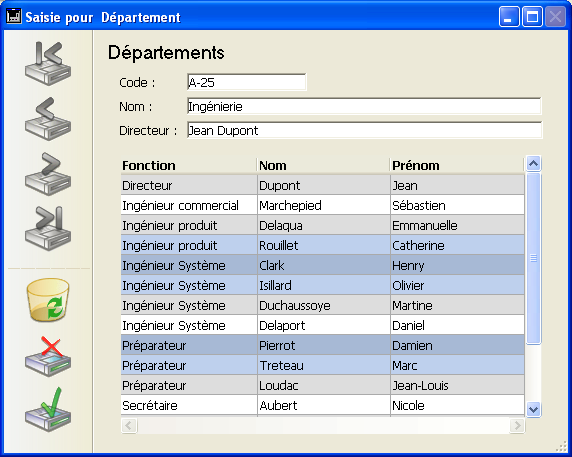 Saisie pour Département
Départements
Code : A-25
Nom : Ingénierie
Directeur : Jean Dupont
Fonction Nom Prénom
Directeur Dupont Jean
Ingénieur commercial Marchepied Sébastien
Ingénieur produit Delaqua Emmanuelle
Ingénieur produit Rouillet Catherine
Ingénieur Système Clark Henry
Ingénieur Système Isillard Olivier
Ingénieur Système Duchaussoye Martine
Ingénieur Système Delaport Daniel
Préparateur Pierrot Damien
Préparateur Treteau Marc
Préparateur Loudac Jean-Louis
Secrétaire Aubert Nicole